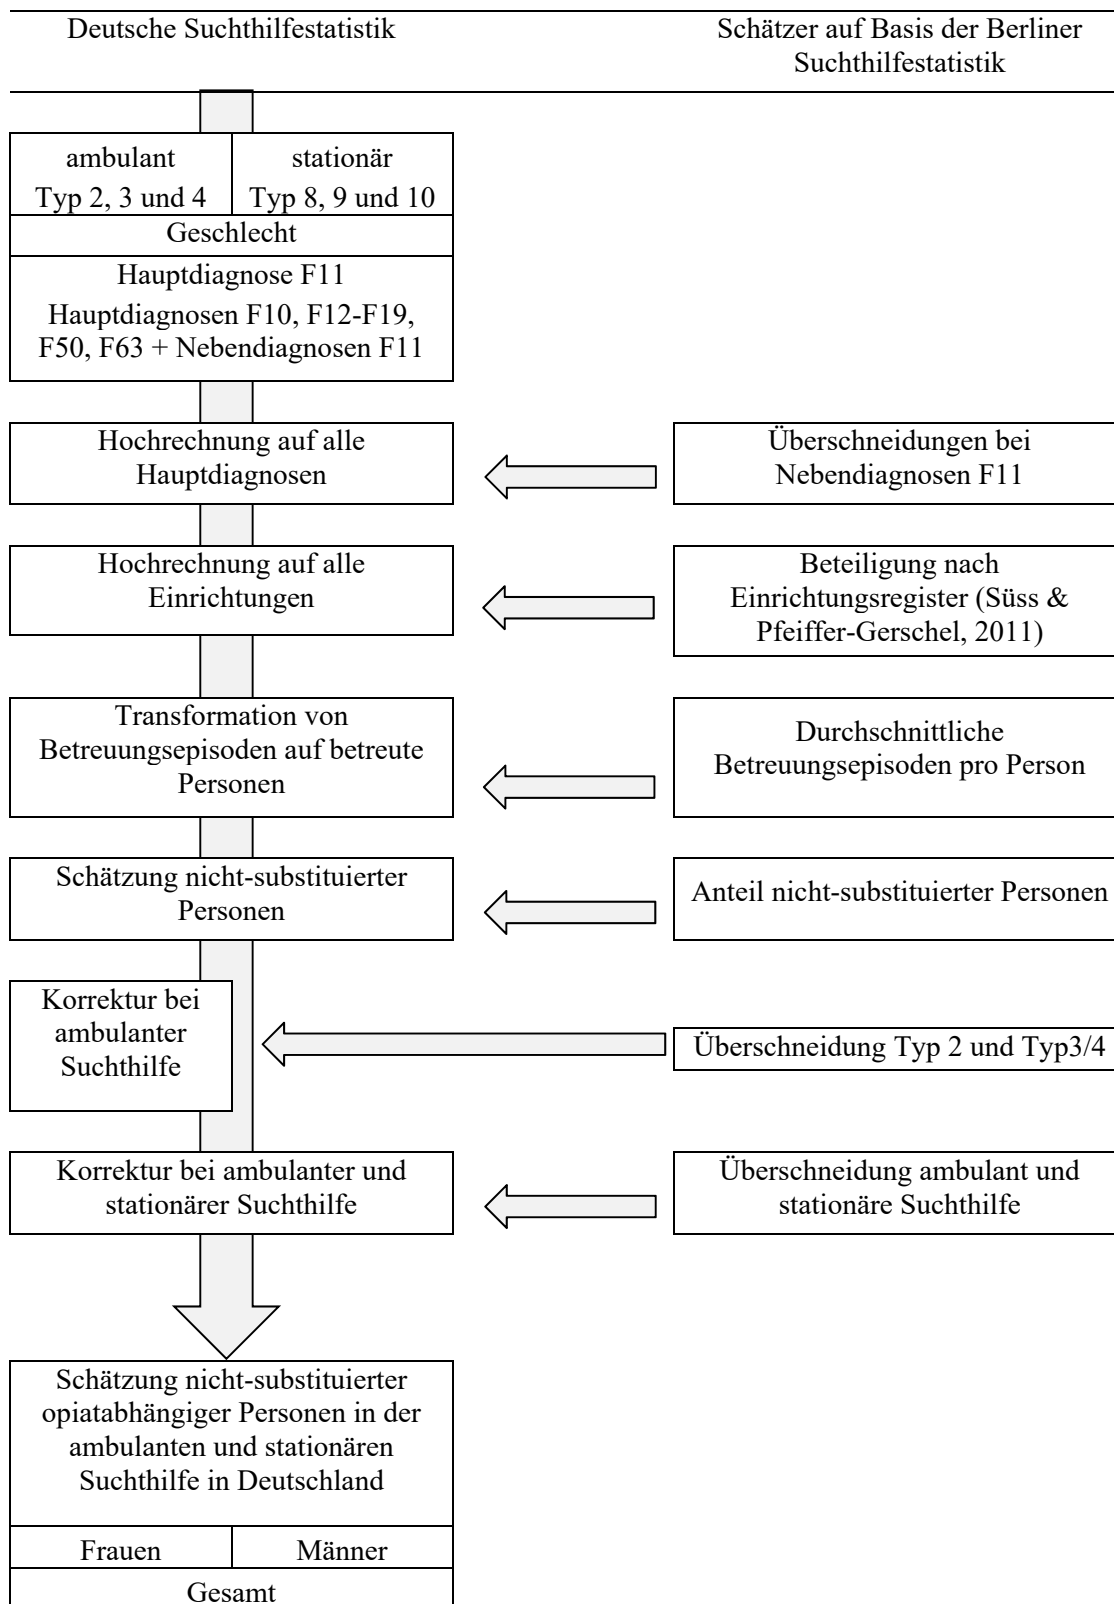 Deutsche Suchthilfestatistik
Schätzer auf Basis der Berliner
Suchthilfestatistik
ambulant
Typ 2, 3 und 4
stationär
Typ 8, 9 und 10
Geschlecht
Hauptdiagnose F11
Hauptdiagnosen F10, F12-F19,
F50, F63 + Nebendiagnosen F11
Hochrechnung auf alle
Hauptdiagnosen
Überschneidungen bei
Nebendiagnosen F11
Hochrechnung auf alle
Einrichtungen
Beteiligung nach
Einrichtungsregister (Süss &
Pfeiffer-Gerschel, 2011)
Transformation von
Betreuungsepisoden auf betreute
Personen
Durchschnittliche
Betreuungsepisoden pro Person
Schätzung nicht-substituierter
Personen
Anteil nicht-substituierter Personen
Korrektur bei
ambulanter
Suchthilfe
Überschneidung Typ 2 und Typ3/4
Korrektur bei ambulanter und
stationärer Suchthilfe
Überschneidung ambulant und
stationäre Suchthilfe
Schätzung nicht-substituierter
opiatabhängiger Personen in der
ambulanten und stationären
Suchthilfe in Deutschland
Frauen
Männer
Gesamt